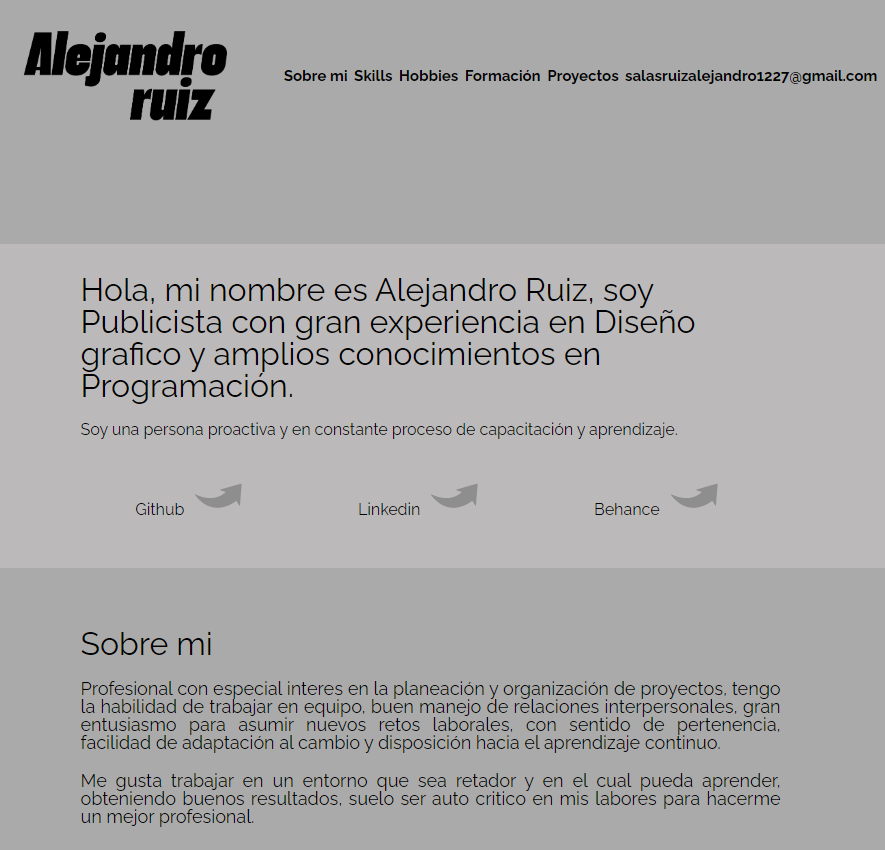 Alejandro
ruiz
Sobre mi Skills Hobbies Formación Proyectos salasruizalejandro1227@gmail.com
Hola, mi nombre es Alejandro Ruiz, soy
Publicista con gran experiencia en Diseño
grafico y amplios conocimientos en
Programación.
Soy una persona proactiva y en constante proceso de capacitación y aprendizaje.
Github Linkedin Behance
Sobre mi
Profesional con especial interes en la planeación y organización de proyectos, tengo
la habilidad de trabajar en equipo, buen manejo de relaciones interpersonales, gran
entusiasmo para asumir nuevos retos laborales, con sentido de pertenencia,
facilidad de adaptación al cambio y disposición hacia el aprendizaje continuo.
Me gusta trabajar en un entorno que sea retador y en el cual pueda aprender,
obteniendo buenos resultados, suelo ser auto critico en mis labores para hacerme
un mejor profesional.